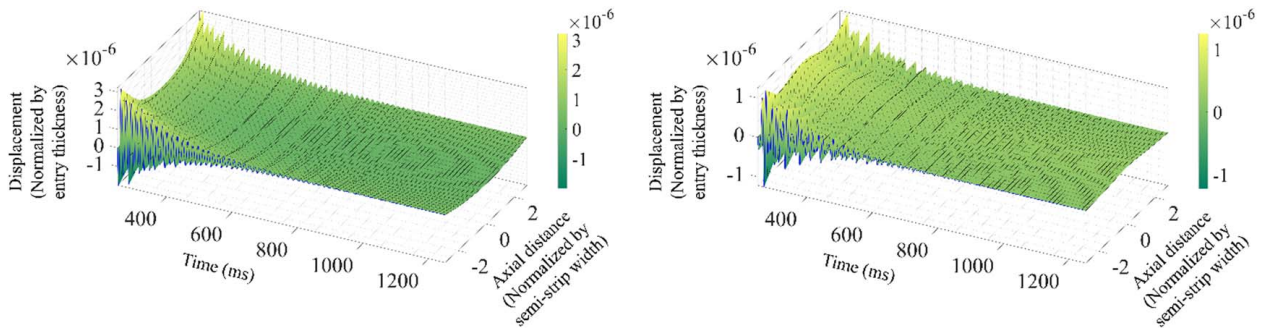 ×10⁻⁶
×10⁻⁶
3
2
1
0
-1
Displacement
(Normalized by
entry thickness)
3
2
1
0
-1
400
600
800
1000
1200
Time (ms)
2
0
-2
Axial distance
(Normalized by
semi-strip width)
×10⁻⁶
×10⁻⁶
1
0
-1
Displacement
(Normalized by
entry thickness)
1
0
-1
400
600
800
1000
1200
Time (ms)
2
0
-2
Axial distance
(Normalized by
semi-strip width)